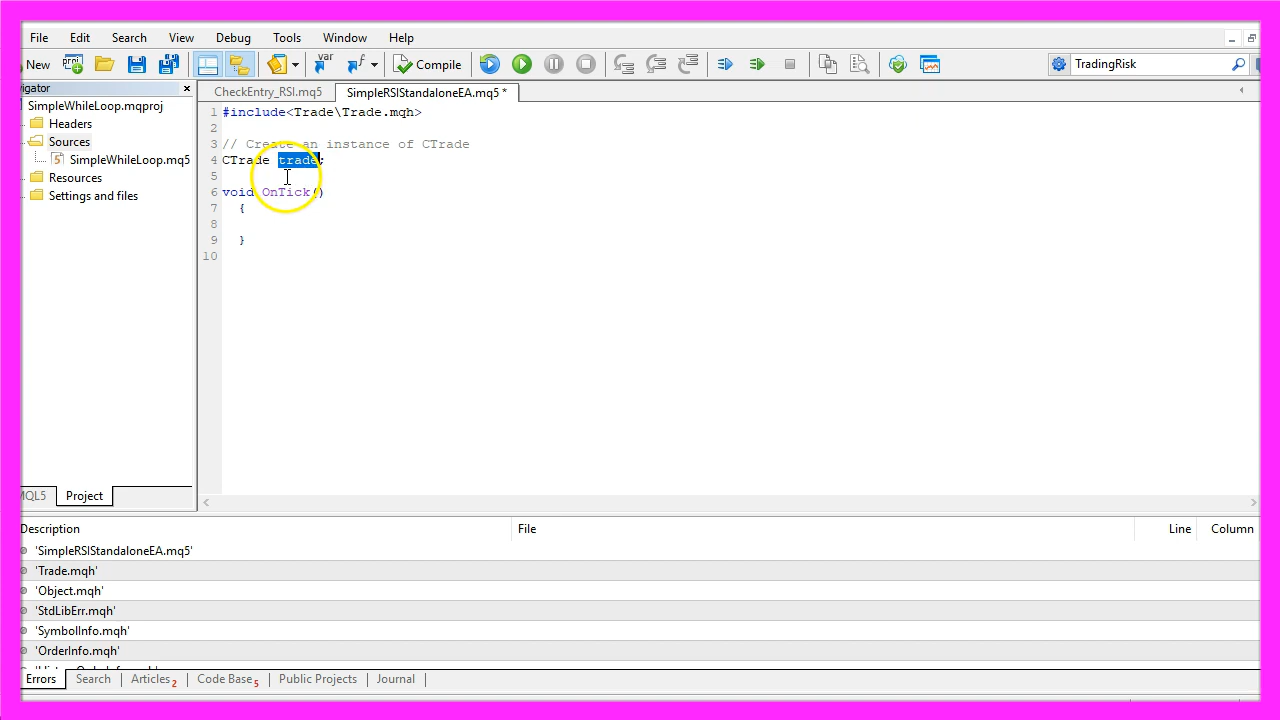 File Edit Search View Debug Tools Window Help
New Compile TradingRisk
CheckEntry_RSI.mq5 SimpleRSIStandaloneEA.mq5 *
SimpleWhileLoop.mqproj
Headers
Sources
SimpleWhileLoop.mq5
Resources
Settings and files
MQL5 Project
1 #include<Trade\Trade.mqh>
2
3 // Create an instance of CTrade
4 CTrade trade;
5
6 void OnTick()
7 {
8
9 }
10
Description File Line Column
'SimpleRSIStandaloneEA.mq5'
'Trade.mqh'
'Object.mqh'
'StdLibErr.mqh'
'SymbolInfo.mqh'
'OrderInfo.mqh'
Errors Search Articles 2 Code Base 5 Public Projects Journal